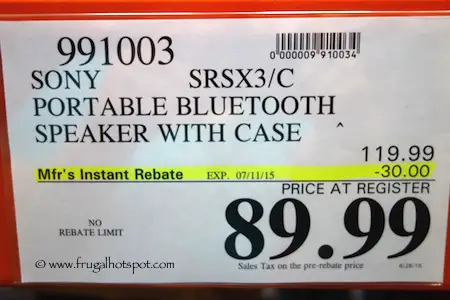 991003
0"000009"910034"
SONY SRSX3/C
PORTABLE BLUETOOTH
SPEAKER WITH CASE ^
119.99
Mfr's Instant Rebate EXP. 07/11/15 -30.00
PRICE AT REGISTER
89.99
NO
REBATE LIMIT
Sales Tax on the pre-rebate price
© www.frugalhotspot.com